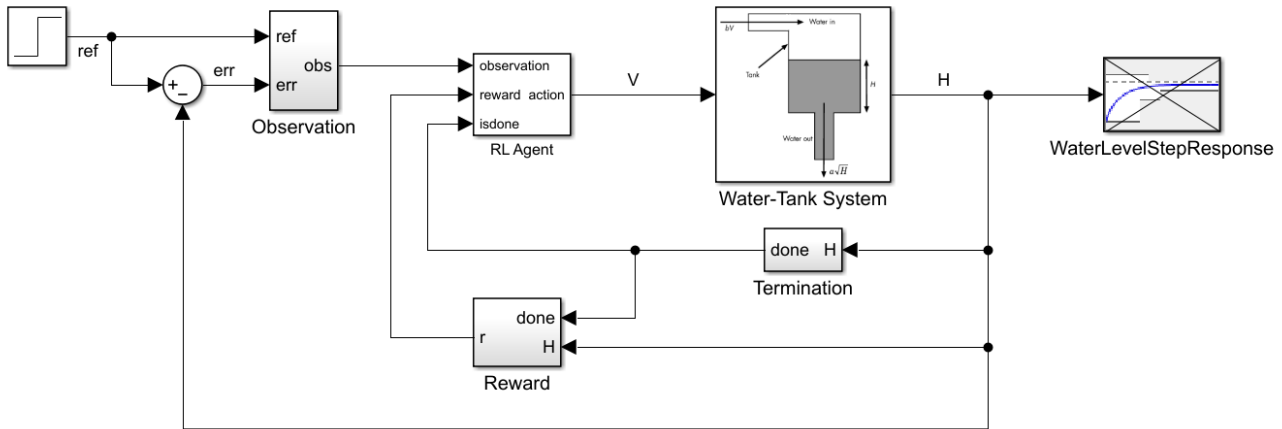 ref
err
ref
err
obs
Observation
observation
reward
action
isdone
RL Agent
V
bV
Water in
Tank
H
Water out
a√H
Water-Tank System
H
WaterLevelStepResponse
done
H
Termination
done
r
H
Reward
+
−